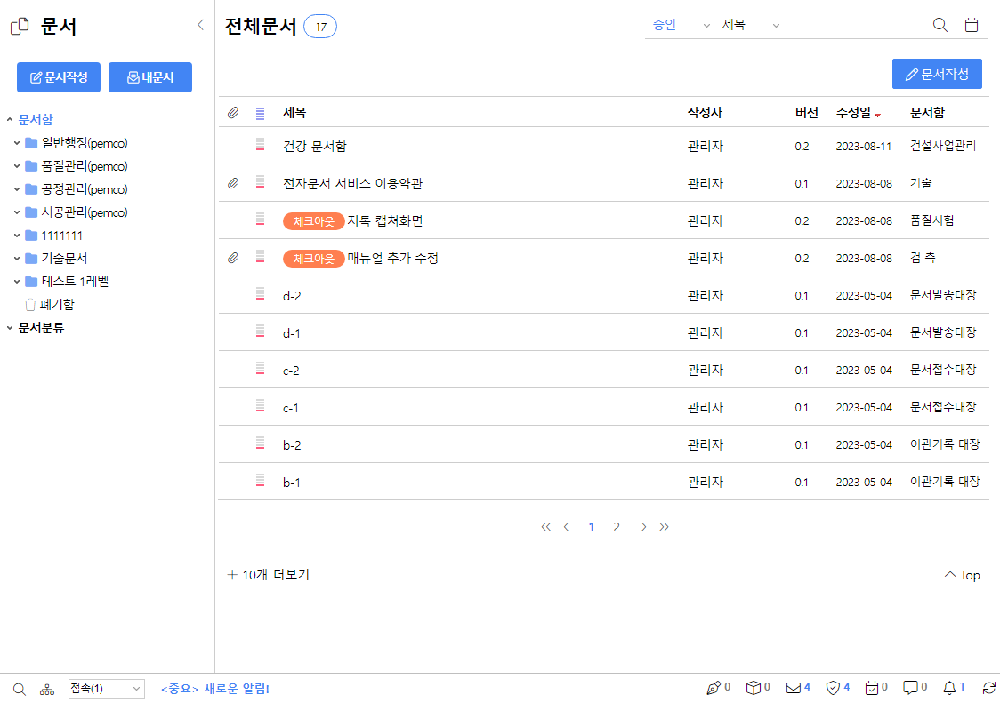 문서
전체문서 17
승인 제목
문서작성 내문서
문서작성
문서함
일반행정(pemco)
품질관리(pemco)
공정관리(pemco)
시공관리(pemco)
1111111
기술문서
테스트 1레벨
폐기함
문서분류
제목 작성자 버전 수정일 문서함
건강 문서함 관리자 0.2 2023-08-11 건설사업관리
전자문서 서비스 이용약관 관리자 0.1 2023-08-08 기술
체크아웃 지톡 캡쳐화면 관리자 0.2 2023-08-08 품질시험
체크아웃 매뉴얼 추가 수정 관리자 0.2 2023-08-08 검 측
d-2 관리자 0.1 2023-05-04 문서발송대장
d-1 관리자 0.1 2023-05-04 문서발송대장
c-2 관리자 0.1 2023-05-04 문서접수대장
c-1 관리자 0.1 2023-05-04 문서접수대장
b-2 관리자 0.1 2023-05-04 이관기록 대장
b-1 관리자 0.1 2023-05-04 이관기록 대장
1 2
10개 더보기 Top
접속(1) <중요> 새로운 알림! 0 0 4 4 0 0 1